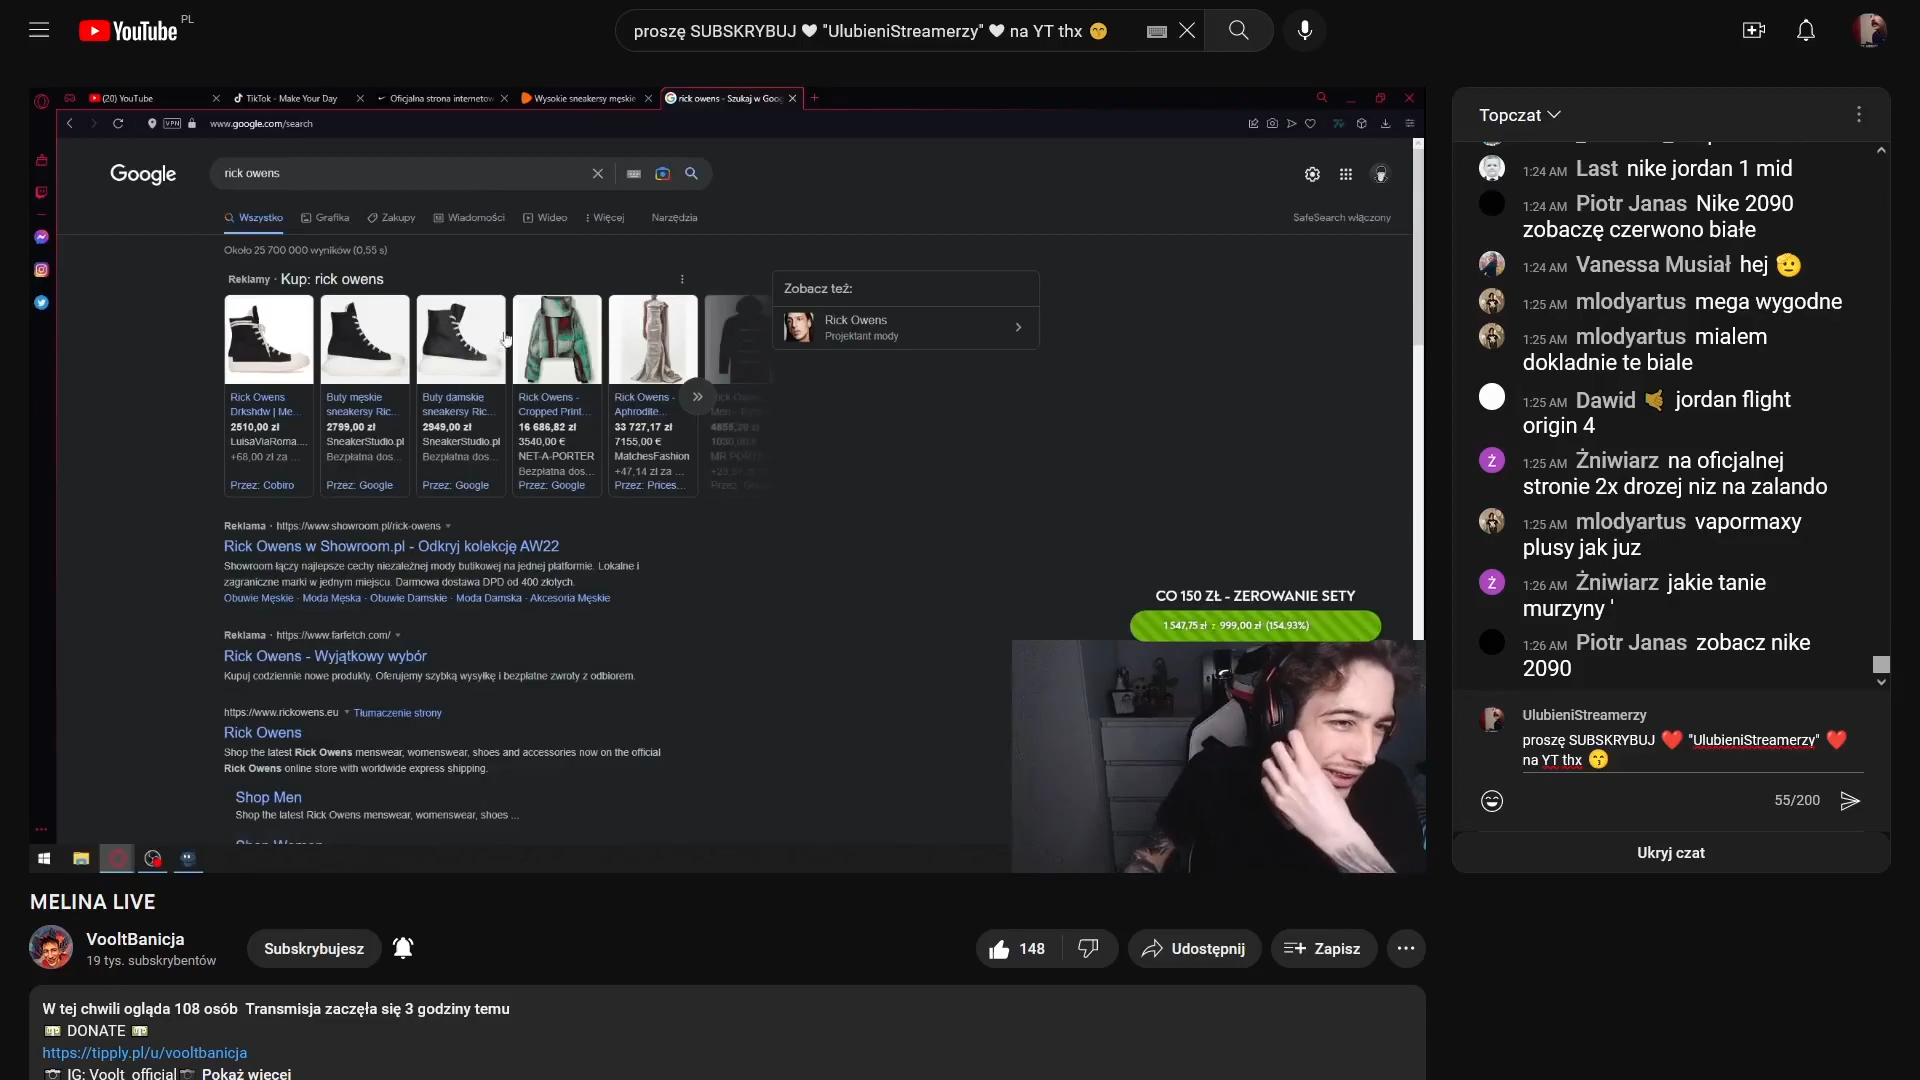 YouTube PL
proszę SUBSKRYBUJ 🤍 "UlubieniStreamerzy" 🤍 na YT thx 😙
(20) YouTube
TikTok - Make Your Day
Oficjalna strona internetow
Wysokie sneakersy męskie
rick owens - Szukaj w Goog
VPN
www.google.com/search
Google
rick owens
Wszystko
Grafika
Zakupy
Wiadomości
Wideo
Więcej
Narzędzia
SafeSearch włączony
Około 25 700 000 wyników (0,55 s)
Reklamy · Kup: rick owens
Rick Owens
Drkshdw | Me...
2510,00 zł
LuisaViaRoma....
+68,00 zł za ...
Przez: Cobiro
Buty męskie
sneakersy Ric...
2799,00 zł
SneakerStudio.pl
Bezpłatna dos...
Przez: Google
Buty damskie
sneakersy Ric...
2949,00 zł
SneakerStudio.pl
Bezpłatna dos...
Przez: Google
Rick Owens -
Cropped Print...
16 686,82 zł
3540,00 €
NET-A-PORTER
Bezpłatna dos...
Przez: Google
Rick Owens -
Aphrodite...
33 727,17 zł
7155,00 €
MatchesFashion
+47,14 zł za ...
Przez: Prices...
Zobacz też:
Rick Owens
Projektant mody
Reklama · https://www.showroom.pl/rick-owens
Rick Owens w Showroom.pl - Odkryj kolekcję AW22
Showroom łączy najlepsze cechy niezależnej mody butikowej na jednej platformie. Lokalne i
zagraniczne marki w jednym miejscu. Darmowa dostawa DPD od 400 złotych.
Obuwie Męskie · Moda Męska · Obuwie Damskie · Moda Damska · Akcesoria Męskie
Reklama · https://www.farfetch.com/
Rick Owens - Wyjątkowy wybór
Kupuj codziennie nowe produkty. Oferujemy szybką wysyłkę i bezpłatne zwroty z odbiorem.
https://www.rickowens.eu
Tłumaczenie strony
Rick Owens
Shop the latest Rick Owens menswear, womenswear, shoes and accessories now on the official
Rick Owens online store with worldwide express shipping.
Shop Men
Shop the latest Rick Owens menswear, womenswear, shoes ...
Shop Women
CO 150 ZŁ - ZEROWANIE SETY
1 547,75 zł z 999,00 zł (154.93%)
Topczat
1:24 AM Last nike jordan 1 mid
1:24 AM Piotr Janas Nike 2090
zobaczę czerwono białe
1:24 AM Vanessa Musiał hej 🫡
1:25 AM mlodyartus mega wygodne
1:25 AM mlodyartus mialem
dokladnie te biale
1:25 AM Dawid 🤙 jordan flight
origin 4
Ż
1:25 AM Żniwiarz na oficjalnej
stronie 2x drozej niz na zalando
1:25 AM mlodyartus vapormaxy
plusy jak juz
Ż
1:26 AM Żniwiarz jakie tanie
murzyny '
1:26 AM Piotr Janas zobacz nike
2090
UlubieniStreamerzy
proszę SUBSKRYBUJ ❤️ "UlubieniStreamerzy" ❤️
na YT thx 😙
55/200
Ukryj czat
MELINA LIVE
VooltBanicja
19 tys. subskrybentów
Subskrybujesz
148
Udostępnij
Zapisz
W tej chwili ogląda 108 osób Transmisja zaczęła się 3 godziny temu
💵 DONATE 💵
https://tipply.pl/u/vooltbanicja
📷 IG: Voolt_official📷 Pokaż więcej